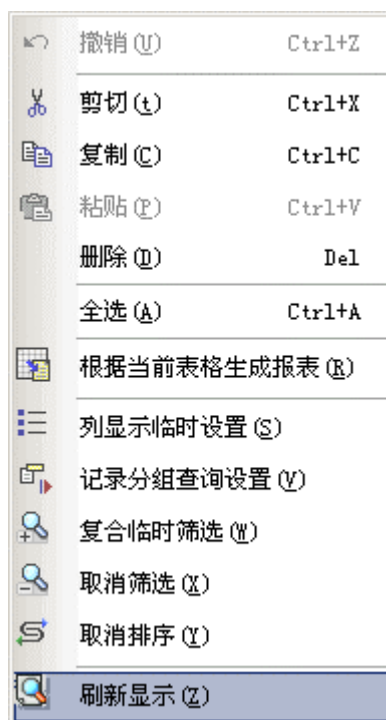 撤销(U) Ctrl+Z
剪切(t) Ctrl+X
复制(C) Ctrl+C
粘贴(P) Ctrl+V
删除(D) Del
全选(A) Ctrl+A
根据当前表格生成报表(R)
列显示临时设置(S)
记录分组查询设置(V)
复合临时筛选(W)
取消筛选(X)
取消排序(Y)
刷新显示(Z)